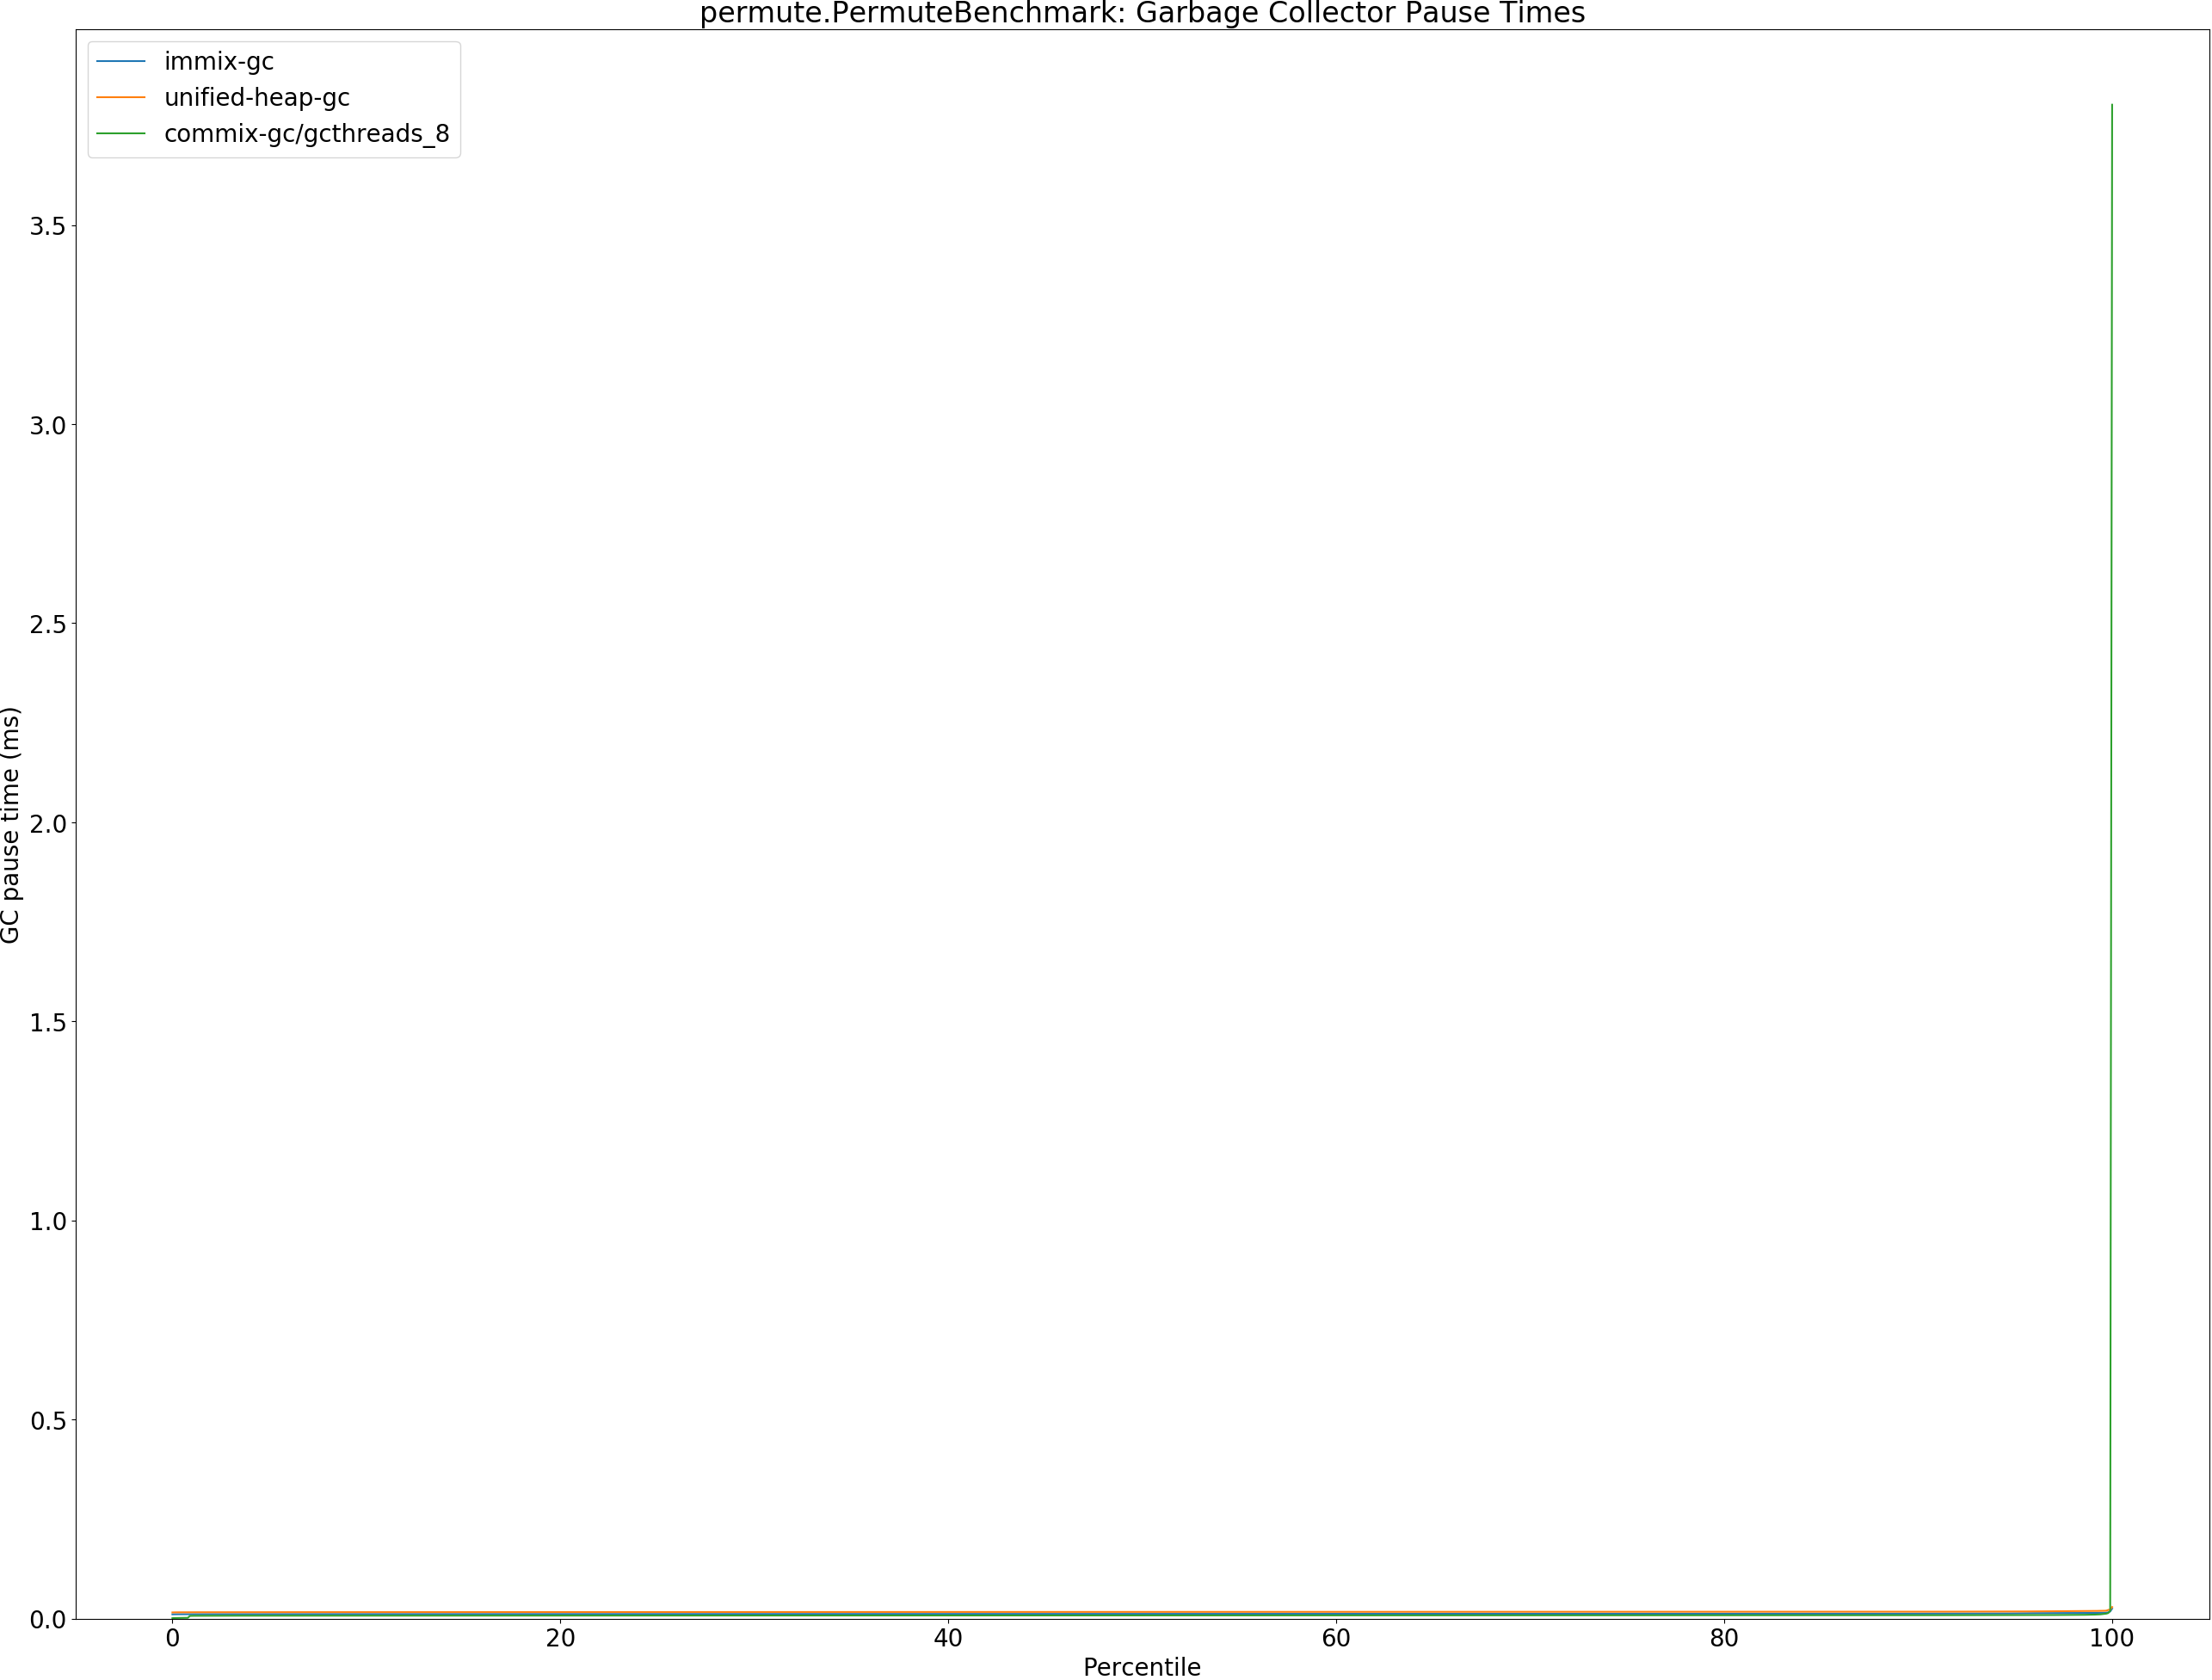 permute.PermuteBenchmark: Garbage Collector Pause Times
immix-gc
unified-heap-gc
commix-gc/gcthreads_8
3.5
3.0
2.5
2.0
1.5
1.0
0.5
0.0
GC pause time (ms)
0 20 40 60 80 100
Percentile